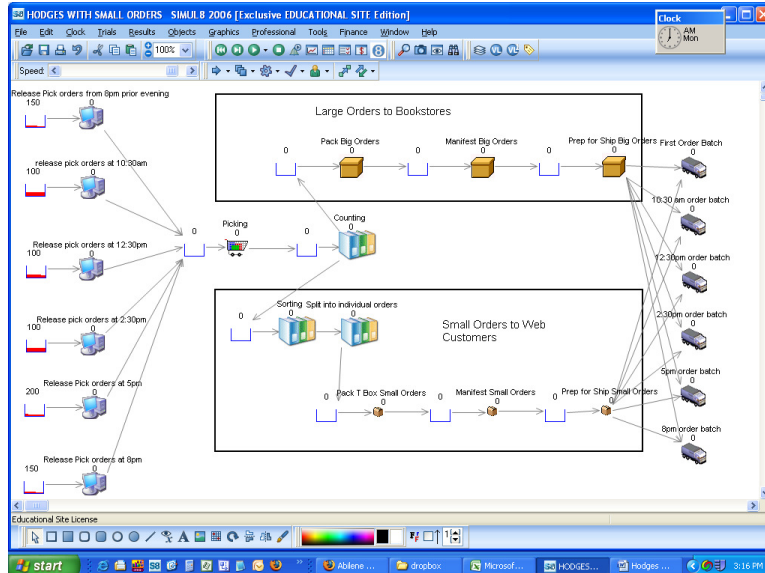 HODGES WITH SMALL ORDERS - SIMUL8 2006 [Exclusive EDUCATIONAL SITE Edition]
File Edit View Clock Trials Results Objects Graphics Professional Tools Finance Window Help
Clock
AM
Mon
100%
Speed:
Release Pick orders from 8pm prior evening
150
0
release pick orders at 10:30am
100
0
Release pick orders at 12:30pm
100
0
Release pick orders at 2:30pm
100
0
Release Pick orders at 5pm
200
0
Release Pick orders at 8pm
150
0
0
Picking
0
0
Counting
0
Large Orders to Bookstores
0
Pack Big Orders
0
0
Manifest Big Orders
0
0
Prep for Ship Big Orders
0
Small Orders to Web
Customers
0
Sorting
0
Split into individual orders
0
0
Pack T Box Small Orders
0
0
Manifest Small Orders
0
0
Prep for Ship Small Orders
0
First Order Batch
0
10:30 am order batch
0
12:30pm order batch
0
2:30pm order batch
0
5pm order batch
0
8pm order batch
0
Educational Site License
1
start
Abilene ...
dropbox
Microsof...
HODGES...
Hodges ...
3:16 PM